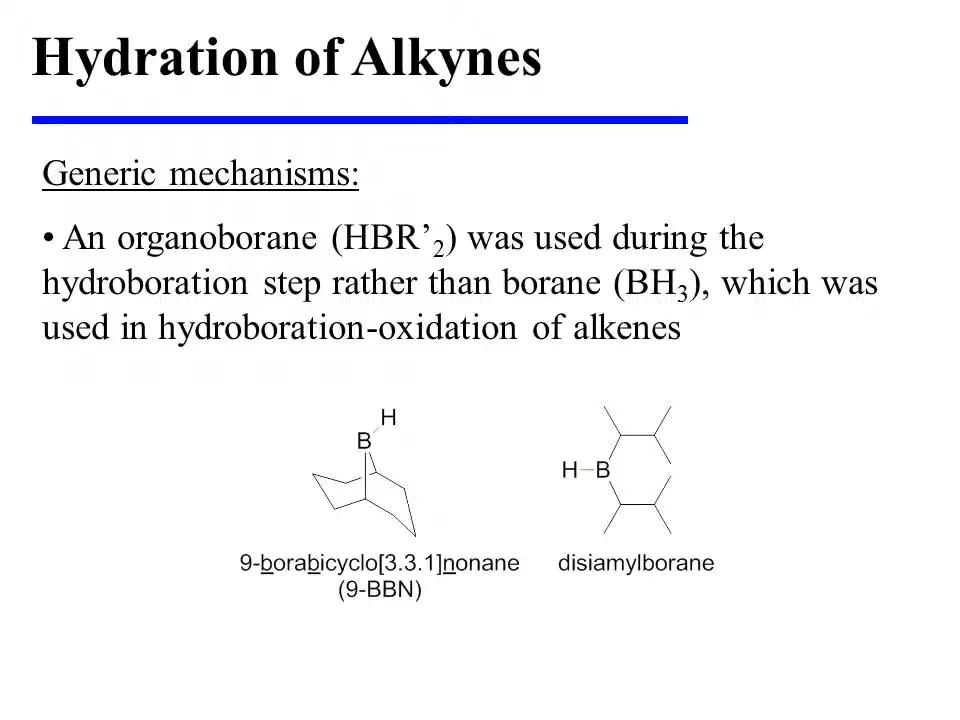 Hydration of Alkynes
Generic mechanisms:
• An organoborane (HBR’₂) was used during the
hydroboration step rather than borane (BH₃), which was
used in hydroboration-oxidation of alkenes
H
B
H
B
9-borabicyclo[3.3.1]nonane
(9-BBN)
disiamylborane